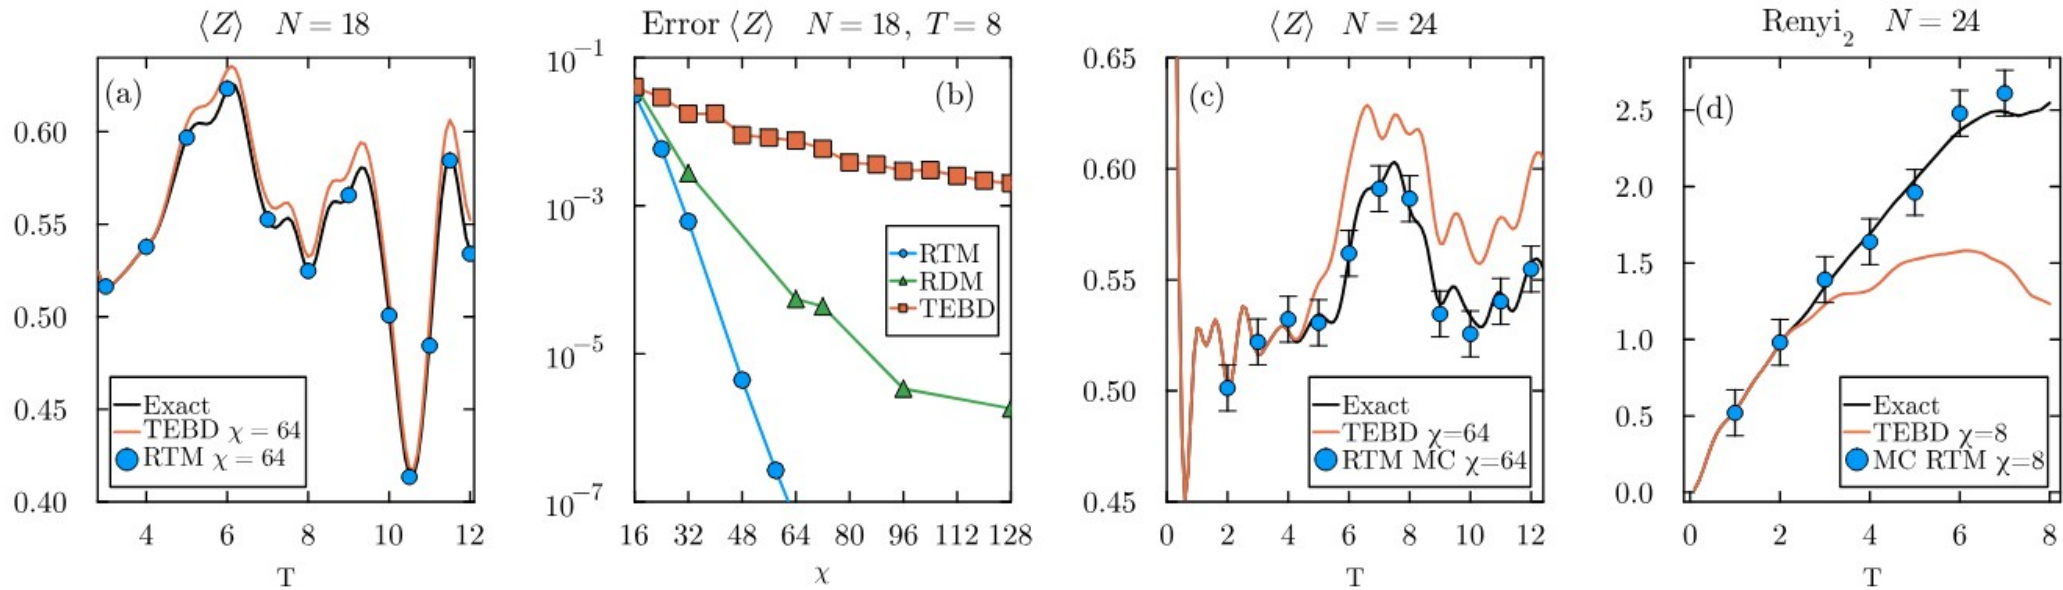 ⟨Z⟩ N = 18
(a)
0.60
0.55
0.50
0.45
0.40
4 6 8 10 12
T
Exact
TEBD χ = 64
RTM χ = 64
Error ⟨Z⟩ N = 18, T = 8
(b)
10⁻¹
10⁻³
10⁻⁵
10⁻⁷
16 32 48 64 80 96 112 128
χ
RTM
RDM
TEBD
⟨Z⟩ N = 24
(c)
0.65
0.60
0.55
0.50
0.45
0 2 4 6 8 10 12
T
Exact
TEBD χ=64
RTM MC χ=64
Renyi₂ N = 24
(d)
2.5
2.0
1.5
1.0
0.5
0.0
0 2 4 6 8
T
Exact
TEBD χ=8
MC RTM χ=8